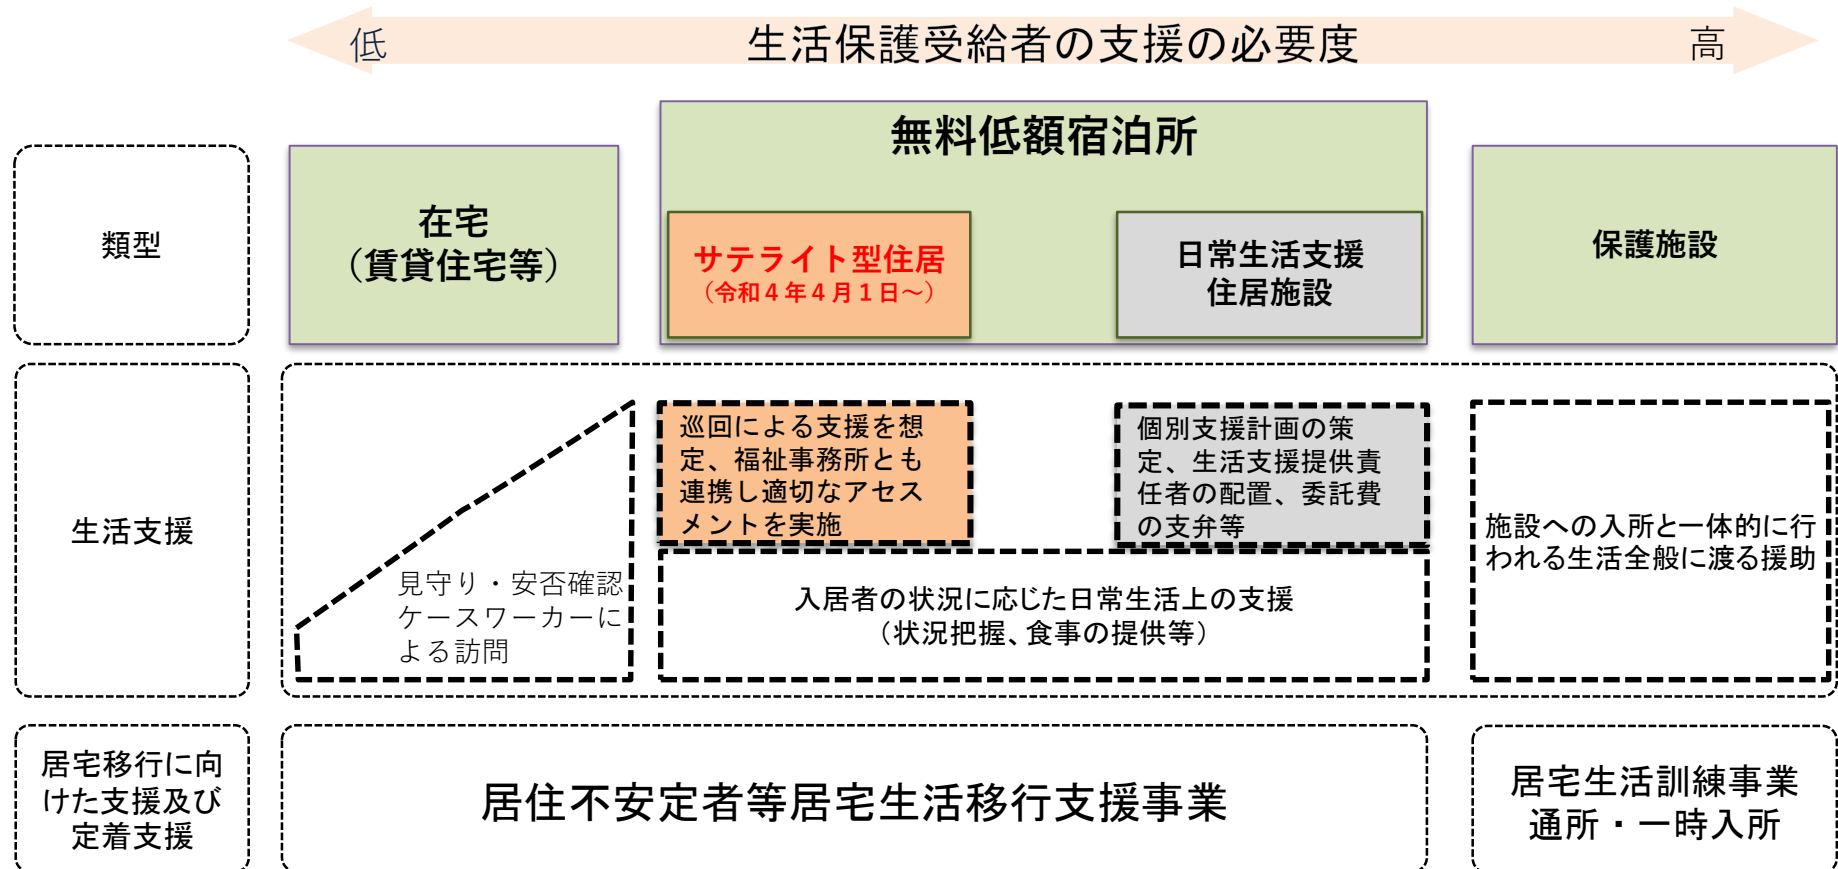 低
生活保護受給者の支援の必要度
高
類型
在宅
（賃貸住宅等）
無料低額宿泊所
サテライト型住居
（令和４年４月１日～）
日常生活支援
住居施設
保護施設
生活支援
見守り・安否確認
ケースワーカーに
よる訪問
巡回による支援を想
定、福祉事務所とも
連携し適切なアセス
メントを実施
個別支援計画の策
定、生活支援提供責
任者の配置、委託費
の支弁等
入居者の状況に応じた日常生活上の支援
（状況把握、食事の提供等）
施設への入所と一体的に行
われる生活全般に渡る援助
居宅移行に向
けた支援及び
定着支援
居住不安定者等居宅生活移行支援事業
居宅生活訓練事業
通所・一時入所